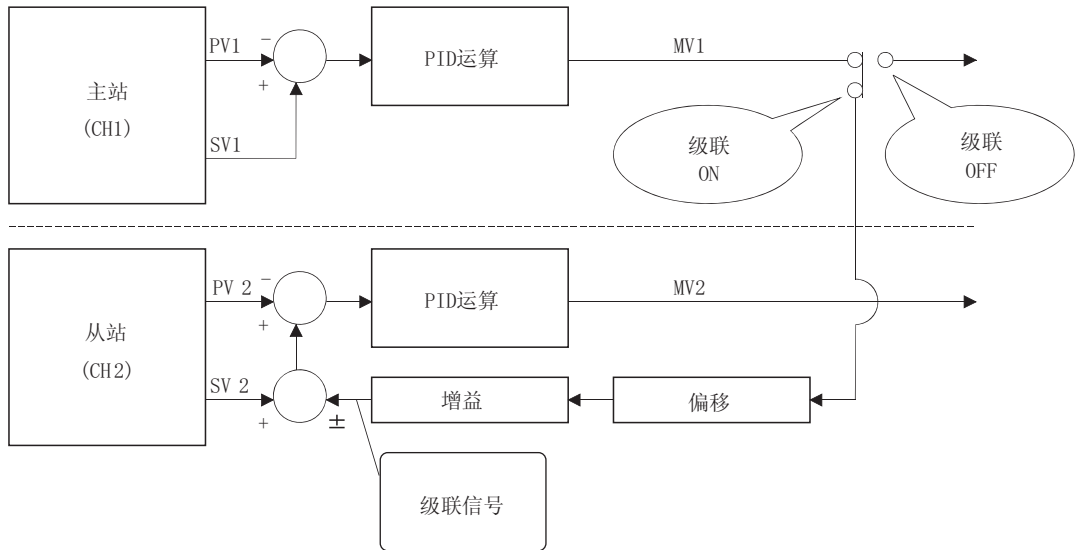 PV1
−
+
PID运算
MV1
主站
(CH1)
SV1
级联
ON
级联
OFF
PV 2
−
+
PID运算
MV2
从站
(CH2)
SV 2
+
±
增益
偏移
级联信号